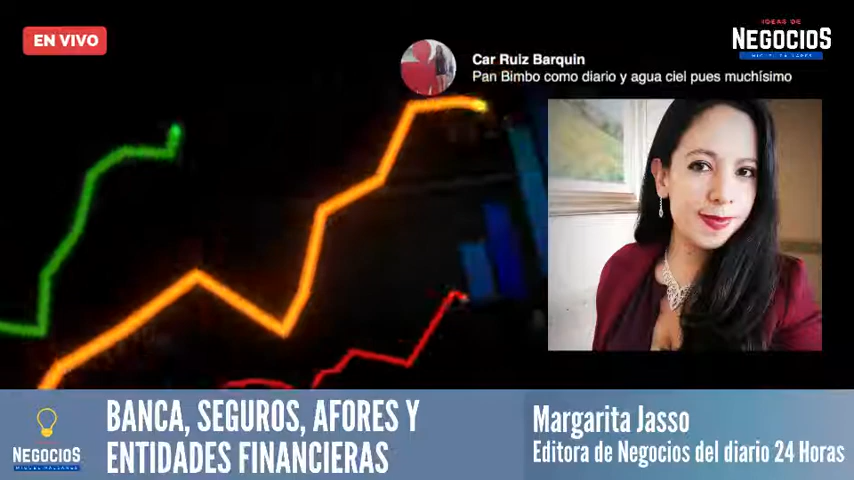 EN VIVO
IDEAS DE
NEGOCIOS
Car Ruiz Barquin
Pan Bimbo como diario y agua ciel pues muchísimo
BANCA, SEGUROS, AFORES Y
ENTIDADES FINANCIERAS
Margarita Jasso
Editora de Negocios del diario 24 Horas
NEGOCIOS